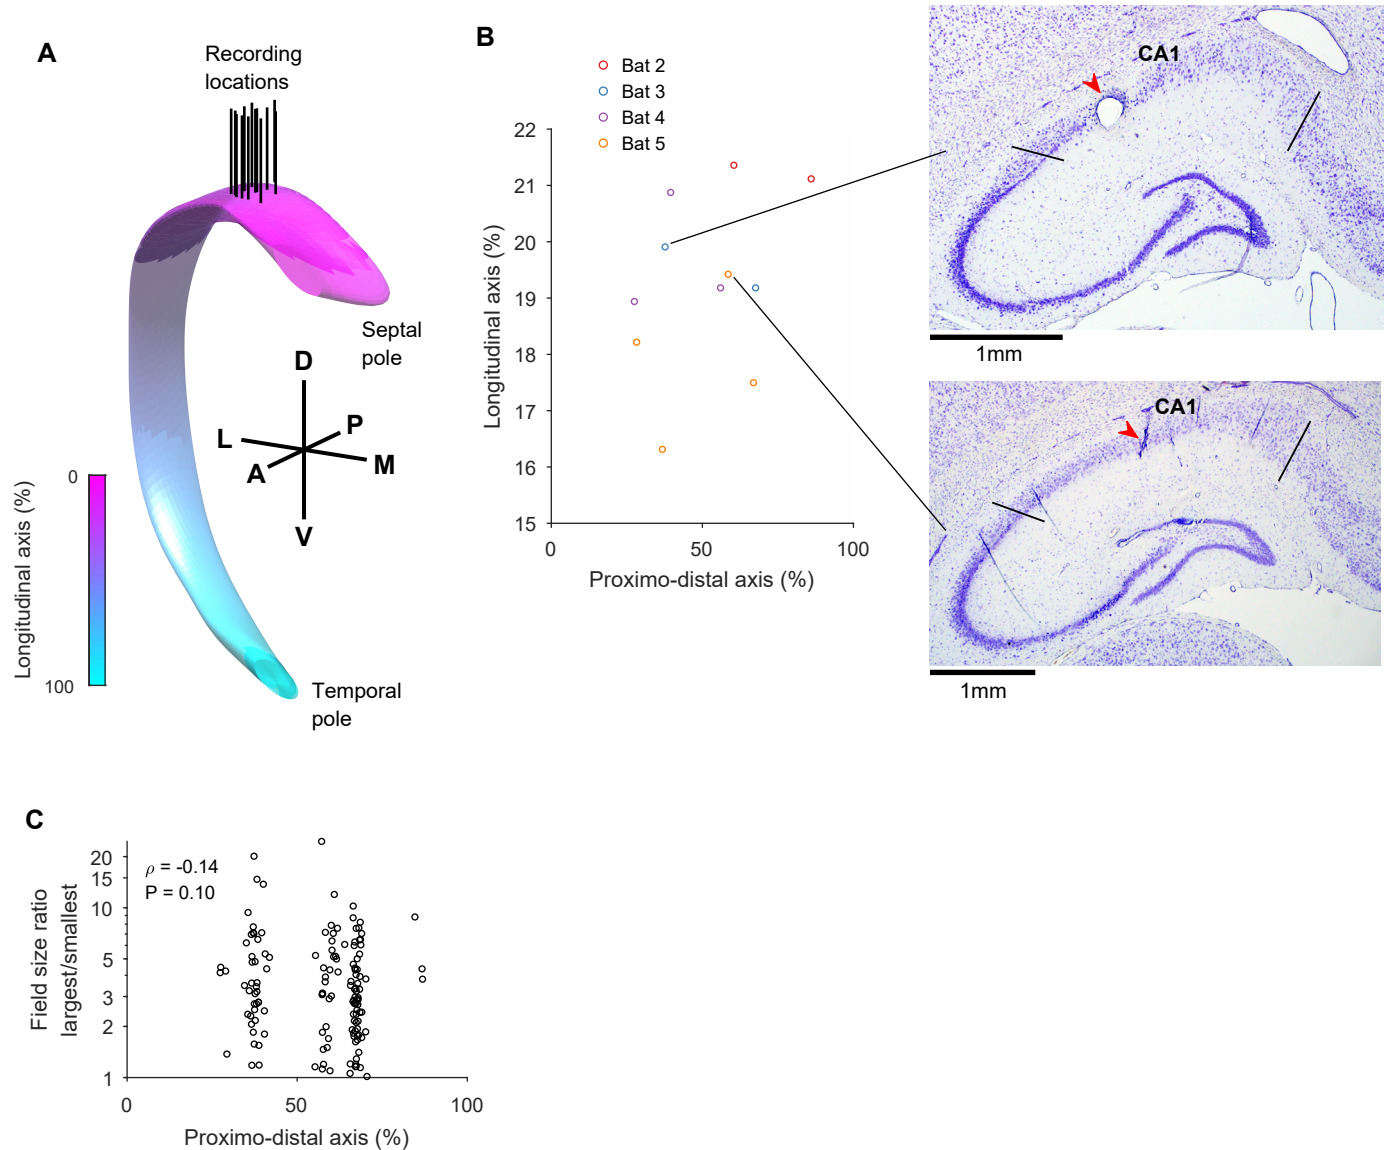 A
Recording
locations
Septal
pole
D
L
P
A
M
V
0
Longitudinal axis (%)
100
Temporal
pole
B
Bat 2
Bat 3
Bat 4
Bat 5
22
21
20
19
18
17
16
15
Longitudinal axis (%)
0
50
100
Proximo-distal axis (%)
CA1
1mm
CA1
1mm
C
ρ = -0.14
P = 0.10
20
15
10
5
3
2
1
Field size ratio
largest/smallest
0
50
100
Proximo-distal axis (%)